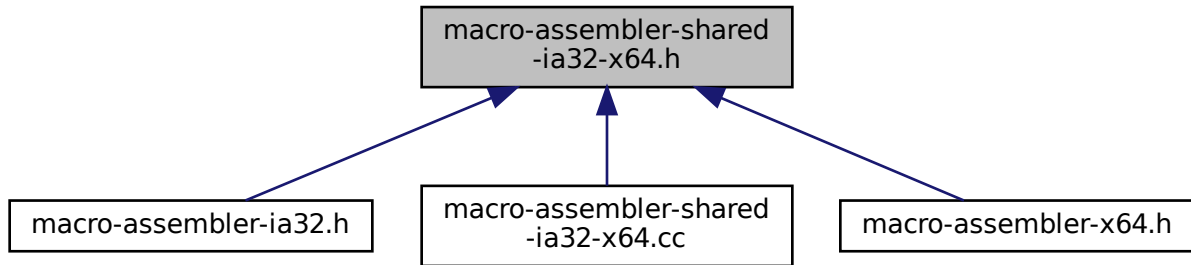 macro-assembler-shared
-ia32-x64.h
macro-assembler-ia32.h
macro-assembler-shared
-ia32-x64.cc
macro-assembler-x64.h